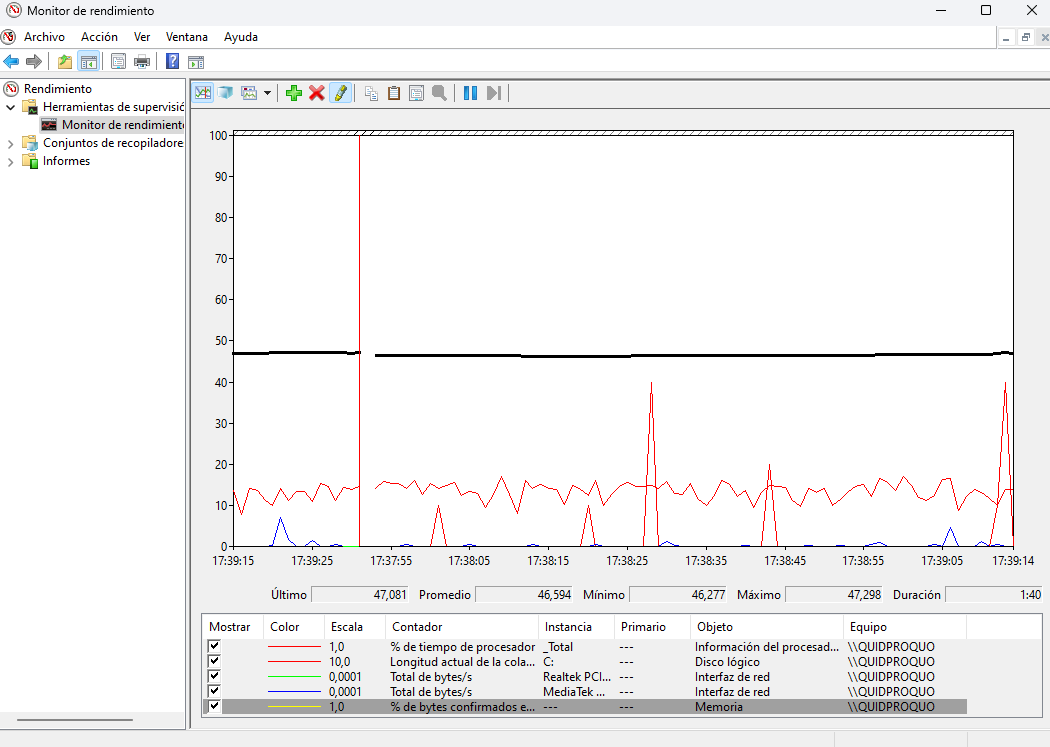 Monitor de rendimiento
Archivo Acción Ver Ventana Ayuda
Rendimiento
Herramientas de supervisió
Monitor de rendimiento
Conjuntos de recopiladore
Informes
100
90
80
70
60
50
40
30
20
10
0
17:39:15 17:39:25 17:37:55 17:38:05 17:38:15 17:38:25 17:38:35 17:38:45 17:38:55 17:39:05 17:39:14
Último 47,081 Promedio 46,594 Mínimo 46,277 Máximo 47,298 Duración 1:40
Mostrar Color Escala Contador Instancia Primario Objeto Equipo
1,0 % de tiempo de procesador _Total --- Información del procesad... \\QUIDPROQUO
10,0 Longitud actual de la cola... C: --- Disco lógico \\QUIDPROQUO
0,0001 Total de bytes/s Realtek PCI... --- Interfaz de red \\QUIDPROQUO
0,0001 Total de bytes/s MediaTek ... --- Interfaz de red \\QUIDPROQUO
1,0 % de bytes confirmados e... --- --- Memoria \\QUIDPROQUO